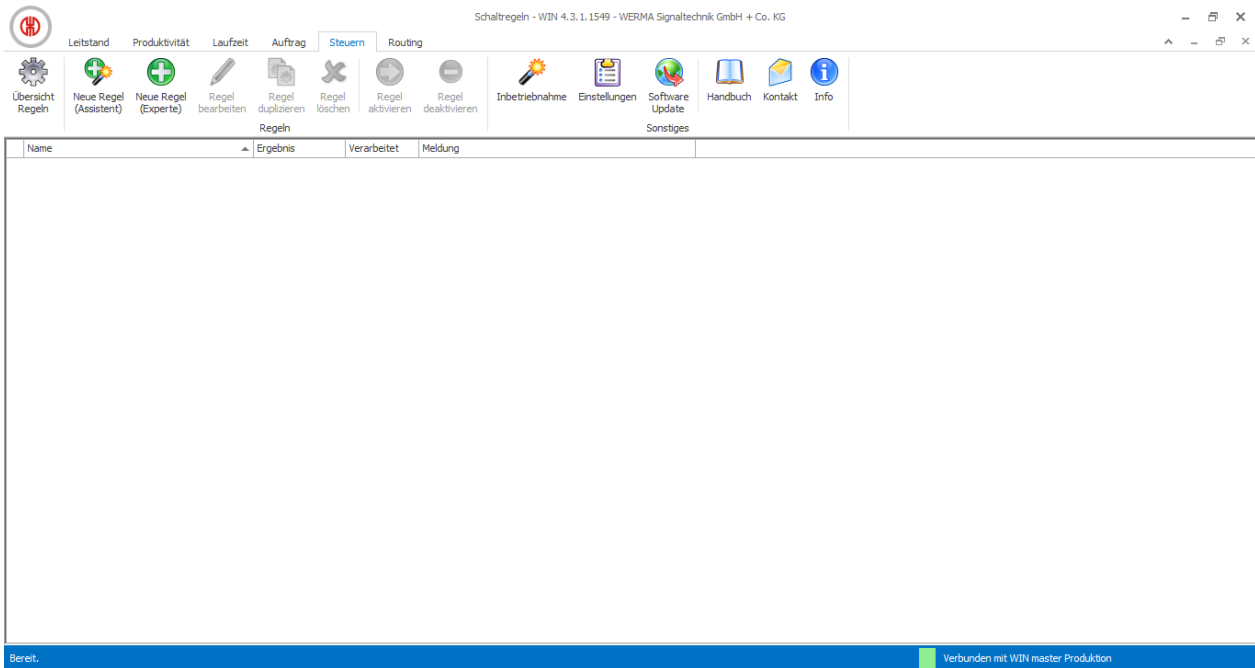 Schaltregeln - WIN 4.3.1.1549 - WERMA Signaltechnik GmbH + Co. KG
Leitstand Produktivität Laufzeit Auftrag Steuern Routing
Übersicht Regeln
Neue Regel (Assistent)
Neue Regel (Experte)
Regel bearbeiten
Regel duplizieren
Regel löschen
Regel aktivieren
Regel deaktivieren
Inbetriebnahme
Einstellungen
Software Update
Handbuch
Kontakt
Info
Regeln
Sonstiges
Name Ergebnis Verarbeitet Meldung
Bereit.
Verbunden mit WIN master Produktion